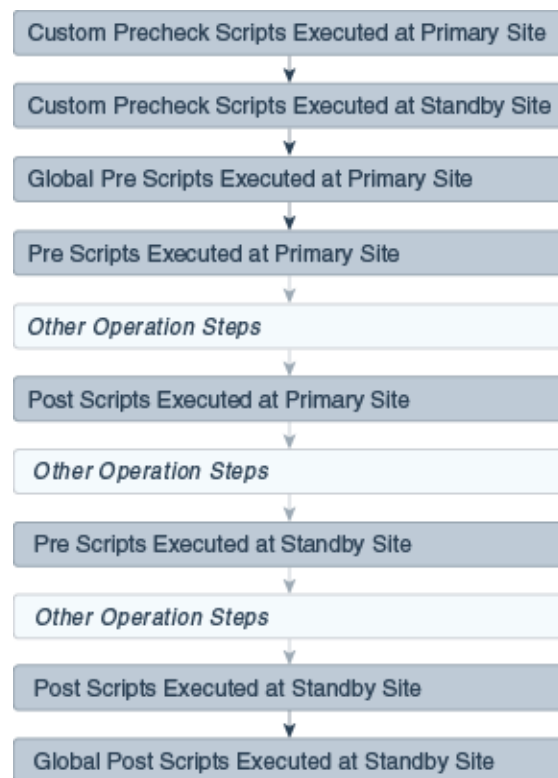 Custom Precheck Scripts Executed at Primary Site
Custom Precheck Scripts Executed at Standby Site
Global Pre Scripts Executed at Primary Site
Pre Scripts Executed at Primary Site
Other Operation Steps
Post Scripts Executed at Primary Site
Other Operation Steps
Pre Scripts Executed at Standby Site
Other Operation Steps
Post Scripts Executed at Standby Site
Global Post Scripts Executed at Standby Site